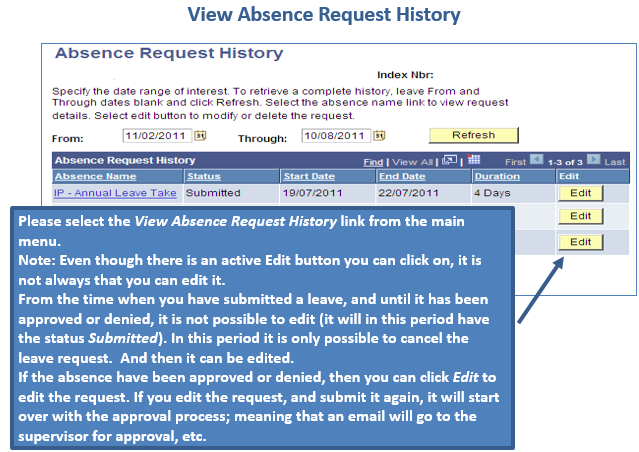 View Absence Request History
Absence Request History
Index Nbr:
Specify the date range of interest. To retrieve a complete history, leave From and
Through dates blank and click Refresh. Select the absence name link to view request
details. Select edit button to modify or delete the request.
From: 11/02/2011 Through: 10/08/2011 Refresh
Absence Request History Find | View All | First 1-3 of 3 Last
Absence Name Status Start Date End Date Duration Edit
IP - Annual Leave Take Submitted 19/07/2011 22/07/2011 4 Days Edit
Edit
Edit
Please select the View Absence Request History link from the main
menu.
Note: Even though there is an active Edit button you can click on, it is
not always that you can edit it.
From the time when you have submitted a leave, and until it has been
approved or denied, it is not possible to edit (it will in this period have
the status Submitted). In this period it is only possible to cancel the
leave request. And then it can be edited.
If the absence have been approved or denied, then you can click Edit to
edit the request. If you edit the request, and submit it again, it will start
over with the approval process; meaning that an email will go to the
supervisor for approval, etc.